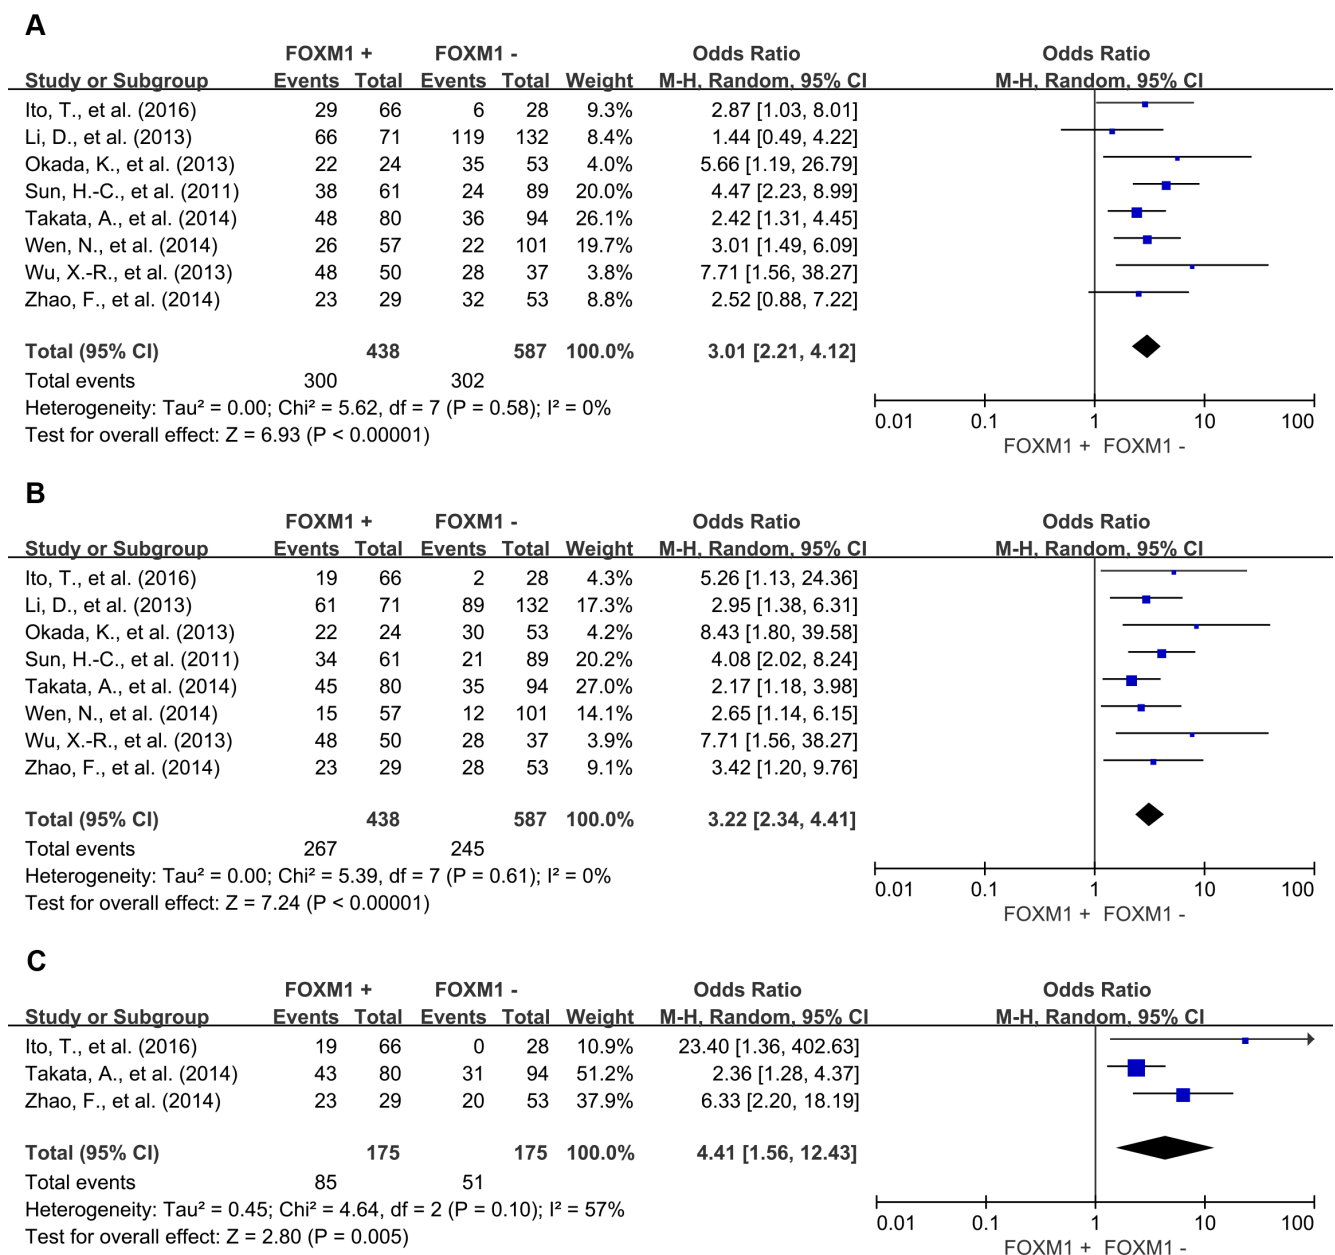 A
FOXM1 + FOXM1 - Odds Ratio Odds Ratio
Study or Subgroup Events Total Events Total Weight M-H, Random, 95% CI M-H, Random, 95% CI
Ito, T., et al. (2016) 29 66 6 28 9.3% 2.87 [1.03, 8.01]
Li, D., et al. (2013) 66 71 119 132 8.4% 1.44 [0.49, 4.22]
Okada, K., et al. (2013) 22 24 35 53 4.0% 5.66 [1.19, 26.79]
Sun, H.-C., et al. (2011) 38 61 24 89 20.0% 4.47 [2.23, 8.99]
Takata, A., et al. (2014) 48 80 36 94 26.1% 2.42 [1.31, 4.45]
Wen, N., et al. (2014) 26 57 22 101 19.7% 3.01 [1.49, 6.09]
Wu, X.-R., et al. (2013) 48 50 28 37 3.8% 7.71 [1.56, 38.27]
Zhao, F., et al. (2014) 23 29 32 53 8.8% 2.52 [0.88, 7.22]
Total (95% CI) 438 587 100.0% 3.01 [2.21, 4.12]
Total events 300 302
Heterogeneity: Tau² = 0.00; Chi² = 5.62, df = 7 (P = 0.58); I² = 0%
Test for overall effect: Z = 6.93 (P < 0.00001)
0.01 0.1 1 10 100
FOXM1 + FOXM1 -
B
FOXM1 + FOXM1 - Odds Ratio Odds Ratio
Study or Subgroup Events Total Events Total Weight M-H, Random, 95% CI M-H, Random, 95% CI
Ito, T., et al. (2016) 19 66 2 28 4.3% 5.26 [1.13, 24.36]
Li, D., et al. (2013) 61 71 89 132 17.3% 2.95 [1.38, 6.31]
Okada, K., et al. (2013) 22 24 30 53 4.2% 8.43 [1.80, 39.58]
Sun, H.-C., et al. (2011) 34 61 21 89 20.2% 4.08 [2.02, 8.24]
Takata, A., et al. (2014) 45 80 35 94 27.0% 2.17 [1.18, 3.98]
Wen, N., et al. (2014) 15 57 12 101 14.1% 2.65 [1.14, 6.15]
Wu, X.-R., et al. (2013) 48 50 28 37 3.9% 7.71 [1.56, 38.27]
Zhao, F., et al. (2014) 23 29 28 53 9.1% 3.42 [1.20, 9.76]
Total (95% CI) 438 587 100.0% 3.22 [2.34, 4.41]
Total events 267 245
Heterogeneity: Tau² = 0.00; Chi² = 5.39, df = 7 (P = 0.61); I² = 0%
Test for overall effect: Z = 7.24 (P < 0.00001)
0.01 0.1 1 10 100
FOXM1 + FOXM1 -
C
FOXM1 + FOXM1 - Odds Ratio Odds Ratio
Study or Subgroup Events Total Events Total Weight M-H, Random, 95% CI M-H, Random, 95% CI
Ito, T., et al. (2016) 19 66 0 28 10.9% 23.40 [1.36, 402.63]
Takata, A., et al. (2014) 43 80 31 94 51.2% 2.36 [1.28, 4.37]
Zhao, F., et al. (2014) 23 29 20 53 37.9% 6.33 [2.20, 18.19]
Total (95% CI) 175 175 100.0% 4.41 [1.56, 12.43]
Total events 85 51
Heterogeneity: Tau² = 0.45; Chi² = 4.64, df = 2 (P = 0.10); I² = 57%
Test for overall effect: Z = 2.80 (P = 0.005)
0.01 0.1 1 10 100
FOXM1 + FOXM1 -